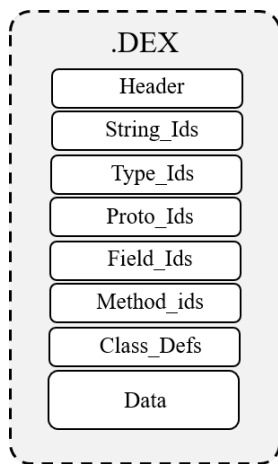 .DEX
Header
String_Ids
Type_Ids
Proto_Ids
Field_Ids
Method_ids
Class_Defs
Data